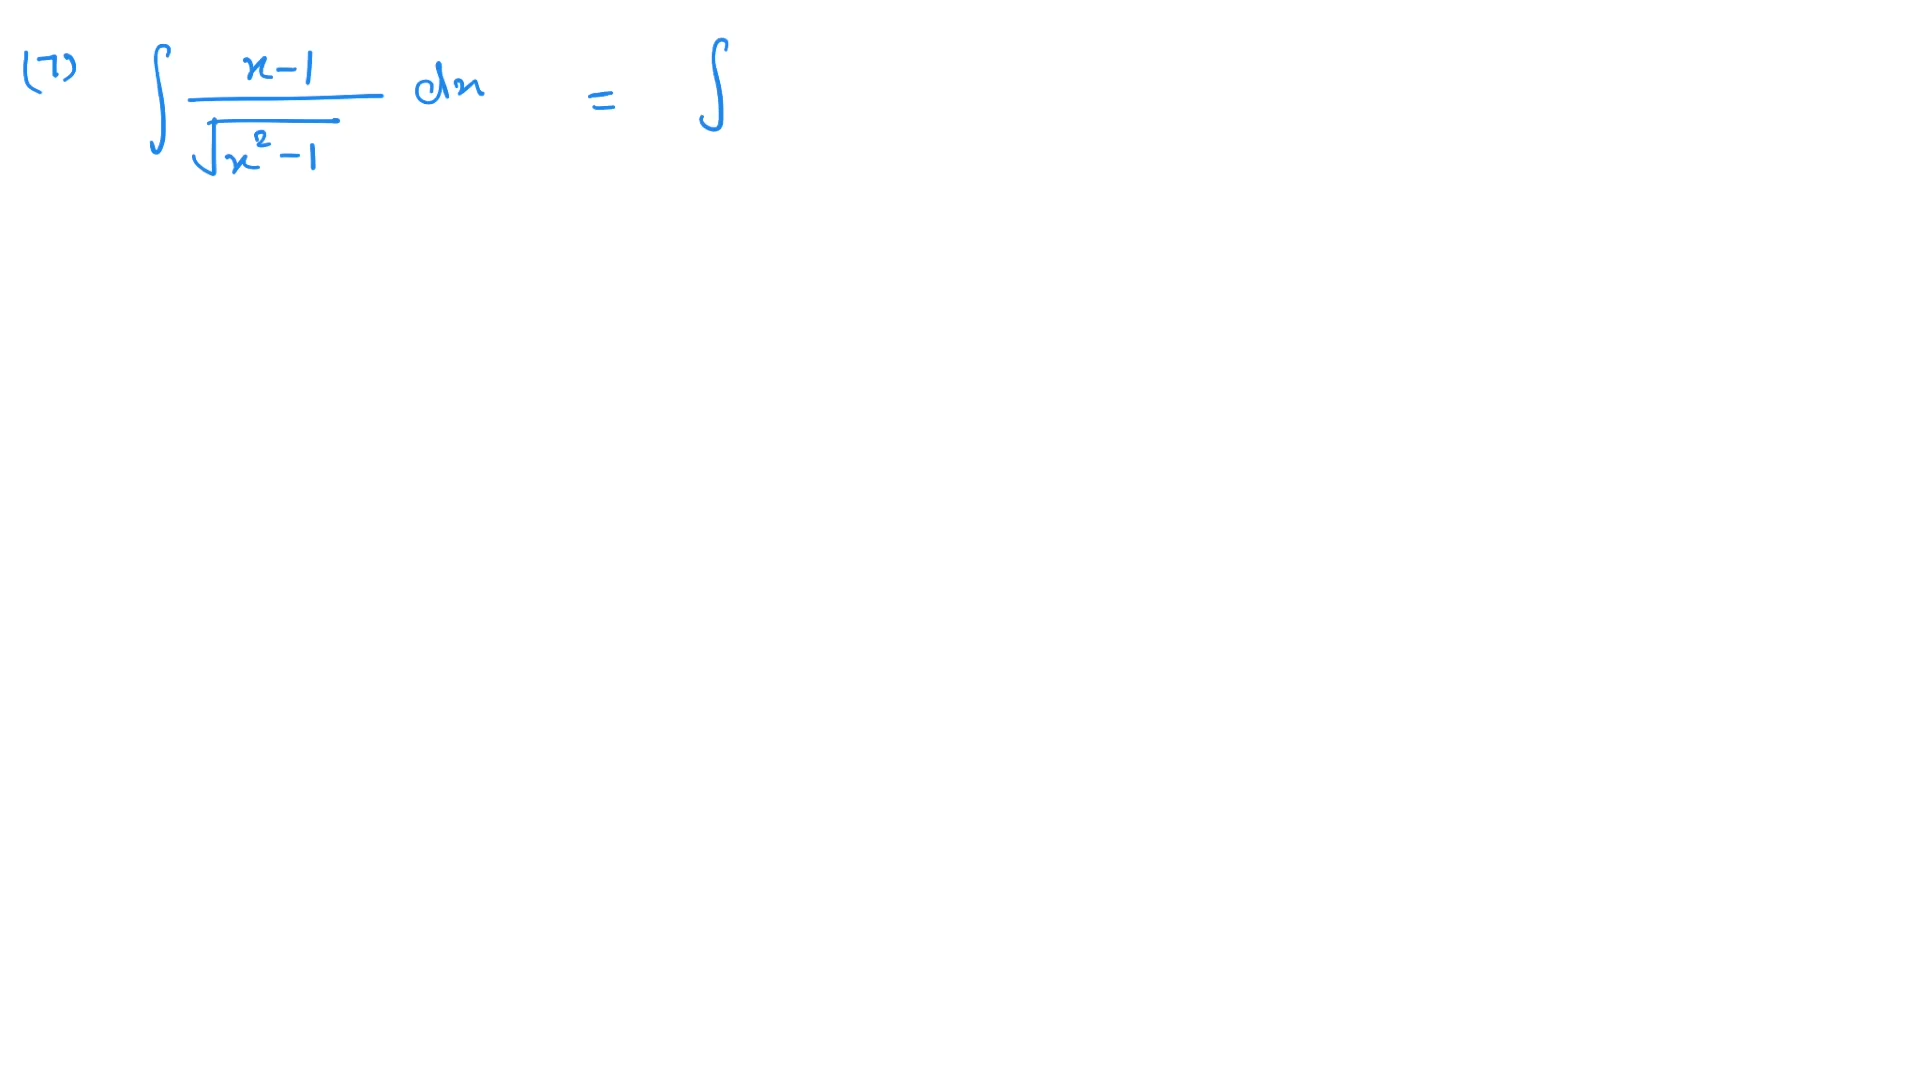 (7) ∫ (x-1)/√(x²-1) dx = ∫